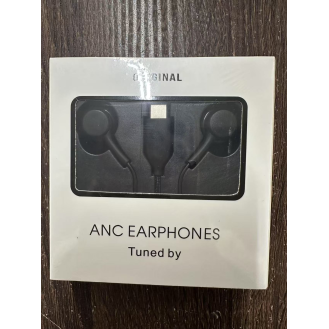 ORIGINAL
ANC EARPHONES
Tuned by